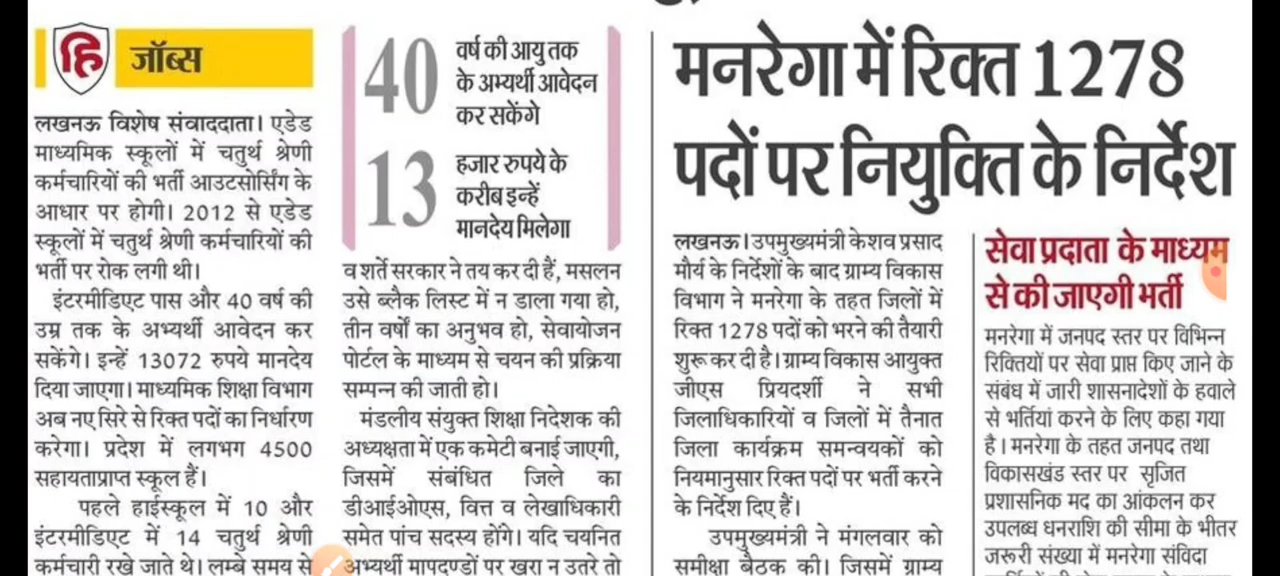 हि
जॉब्स
लखनऊ विशेष संवाददाता। एडेड
माध्यमिक स्कूलों में चतुर्थ श्रेणी
कर्मचारियों की भर्ती आउटसोर्सिंग के
आधार पर होगी। 2012 से एडेड
स्कूलों में चतुर्थ श्रेणी कर्मचारियों की
भर्ती पर रोक लगी थी।
इंटरमीडिएट पास और 40 वर्ष की
उम्र तक के अभ्यर्थी आवेदन कर
सकेंगे। इन्हें 13072 रुपये मानदेय
दिया जाएगा। माध्यमिक शिक्षा विभाग
अब नए सिरे से रिक्त पदों का निर्धारण
करेगा। प्रदेश में लगभग 4500
सहायताप्राप्त स्कूल हैं।
पहले हाईस्कूल में 10 और
इंटरमीडिएट में 14 चतुर्थ श्रेणी
कर्मचारी रखे जाते थे। लम्बे समय से
40 वर्ष की आयु तक
के अभ्यर्थी आवेदन
कर सकेंगे
13 हजार रुपये के
करीब इन्हें
मानदेय मिलेगा
व शर्ते सरकार ने तय कर दी हैं, मसलन
उसे ब्लैक लिस्ट में न डाला गया हो,
तीन वर्षों का अनुभव हो, सेवायोजन
पोर्टल के माध्यम से चयन की प्रक्रिया
सम्पन्न की जाती हो।
मंडलीय संयुक्त शिक्षा निदेशक की
अध्यक्षता में एक कमेटी बनाई जाएगी,
जिसमें संबंधित जिले का
डीआईओएस, वित्त व लेखाधिकारी
समेत पांच सदस्य होंगे। यदि चयनित
अभ्यर्थी मापदण्डों पर खरा न उतरे तो
मनरेगा में रिक्त 1278
पदों पर नियुक्ति के निर्देश
लखनऊ। उपमुख्यमंत्री केशव प्रसाद
मौर्य के निर्देशों के बाद ग्राम्य विकास
विभाग ने मनरेगा के तहत जिलों में
रिक्त 1278 पदों को भरने की तैयारी
शुरू कर दी है। ग्राम्य विकास आयुक्त
जीएस प्रियदर्शी ने सभी
जिलाधिकारियों व जिलों में तैनात
जिला कार्यक्रम समन्वयकों को
नियमानुसार रिक्त पदों पर भर्ती करने
के निर्देश दिए हैं।
उपमुख्यमंत्री ने मंगलवार को
समीक्षा बैठक की। जिसमें ग्राम्य
सेवा प्रदाता के माध्यम
से की जाएगी भर्ती
मनरेगा में जनपद स्तर पर विभिन्न
रिक्तियों पर सेवा प्राप्त किए जाने के
संबंध में जारी शासनादेशों के हवाले
से भर्तियां करने के लिए कहा गया
है। मनरेगा के तहत जनपद तथा
विकासखंड स्तर पर सृजित
प्रशासनिक मद का आंकलन कर
उपलब्ध धनराशि की सीमा के भीतर
जरूरी संख्या में मनरेगा संविदा